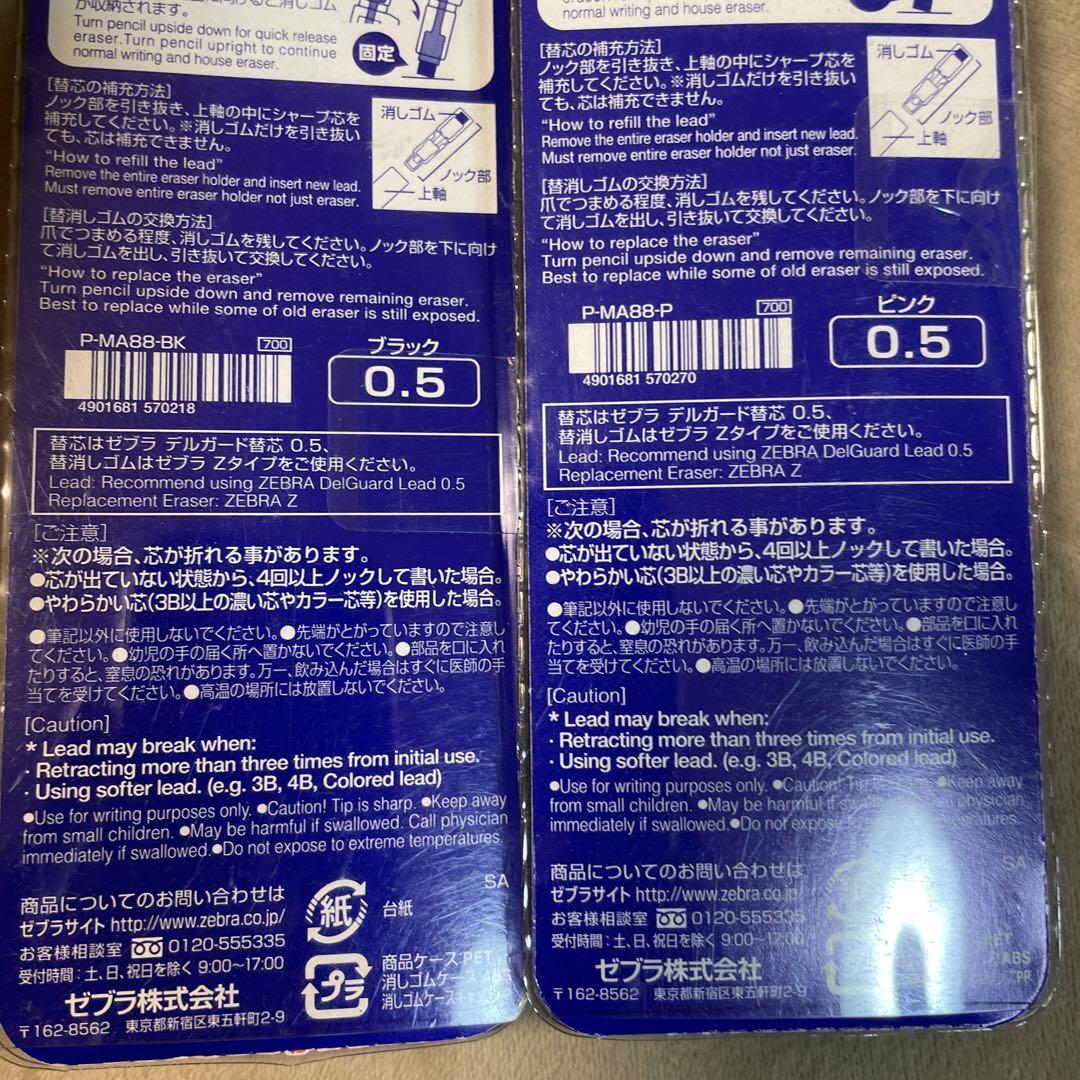 が収納されます。
Turn pencil upside down for quick release
eraser.Turn pencil upright to continue
normal writing and house eraser.
固定
[替芯の補充方法]
ノック部を引き抜き、上軸の中にシャープ芯を
補充してください。※消しゴムだけを引き抜い
ても、芯は補充できません。
"How to refill the lead"
Remove the entire eraser holder and insert new lead.
Must remove entire eraser holder not just eraser.
消しゴム
ノック部
上軸
[替消しゴムの交換方法]
爪でつまめる程度、消しゴムを残してください。ノック部を下に向け
て消しゴムを出し、引き抜いて交換してください。
"How to replace the eraser"
Turn pencil upside down and remove remaining eraser.
Best to replace while some of old eraser is still exposed.
P-MA88-BK
700
ブラック
0.5
4901681 570218
替芯はゼブラ デルガード替芯 0.5、
替消しゴムはゼブラ Zタイプをご使用ください。
Lead: Recommend using ZEBRA DelGuard Lead 0.5
Replacement Eraser: ZEBRA Z
[ご注意]
※次の場合、芯が折れる事があります。
●芯が出ていない状態から、4回以上ノックして書いた場合。
●やわらかい芯(3B以上の濃い芯やカラー芯等)を使用した場合。
●筆記以外に使用しないでください。●先端がとがっていますので注意し
てください。●幼児の手の届く所へ置かないでください。●部品を口に入れ
たりすると、窒息の恐れがあります。万一、飲み込んだ場合はすぐに医師の手
当てを受けてください。●高温の場所には放置しないでください。
[Caution]
* Lead may break when:
· Retracting more than three times from initial use.
· Using softer lead. (e.g. 3B, 4B, Colored lead)
●Use for writing purposes only. ●Caution! Tip is sharp. ●Keep away
from small children. ●May be harmful if swallowed. Call physician
immediately if swallowed.●Do not expose to extreme temperatures.
SA
商品についてのお問い合わせは
ゼブラサイト http://www.zebra.co.jp/
お客様相談室 0120-555335
受付時間：土、日、祝日を除く 9:00〜17:00
ゼブラ株式会社
〒162-8562 東京都新宿区東五軒町2-9
紙
台紙
プラ
商品ケース:PET
消しゴムケース:ABS
消しゴムケースキャップ
normal writing and house eraser.
[替芯の補充方法]
ノック部を引き抜き、上軸の中にシャープ芯を
補充してください。※消しゴムだけを引き抜い
ても、芯は補充できません。
"How to refill the lead"
Remove the entire eraser holder and insert new lead.
Must remove entire eraser holder not just eraser.
消しゴム
ノック部
上軸
[替消しゴムの交換方法]
爪でつまめる程度、消しゴムを残してください。ノック部を下に向け
て消しゴムを出し、引き抜いて交換してください。
"How to replace the eraser"
Turn pencil upside down and remove remaining eraser.
Best to replace while some of old eraser is still exposed.
P-MA88-P
700
ピンク
0.5
4901681 570270
替芯はゼブラ デルガード替芯 0.5、
替消しゴムはゼブラ Zタイプをご使用ください。
Lead: Recommend using ZEBRA DelGuard Lead 0.5
Replacement Eraser: ZEBRA Z
[ご注意]
※次の場合、芯が折れる事があります。
●芯が出ていない状態から、4回以上ノックして書いた場合。
●やわらかい芯(3B以上の濃い芯やカラー芯等)を使用した場合。
●筆記以外に使用しないでください。●先端がとがっていますので注意し
てください。●幼児の手の届く所へ置かないでください。●部品を口に入れ
たりすると、窒息の恐れがあります。万一、飲み込んだ場合はすぐに医師の手
当てを受けてください。●高温の場所には放置しないでください。
[Caution]
* Lead may break when:
· Retracting more than three times from initial use.
· Using softer lead. (e.g. 3B, 4B, Colored lead)
●Use for writing purposes only. ●Caution! Tip ●Keep away
from small children. ●May be harmful if swallowed. physician
immediately if swallowed.●Do not expose temperatures.
SA
商品についてのお問い合わせは
ゼブラサイト http://www.zebra.co.jp/
お客様相談室 0120-555335
受付時間：土、日、祝日を除く 9:00〜17:00
ゼブラ株式会社
〒162-8562 東京都新宿区東五軒町2-9
PET
ABS
PP